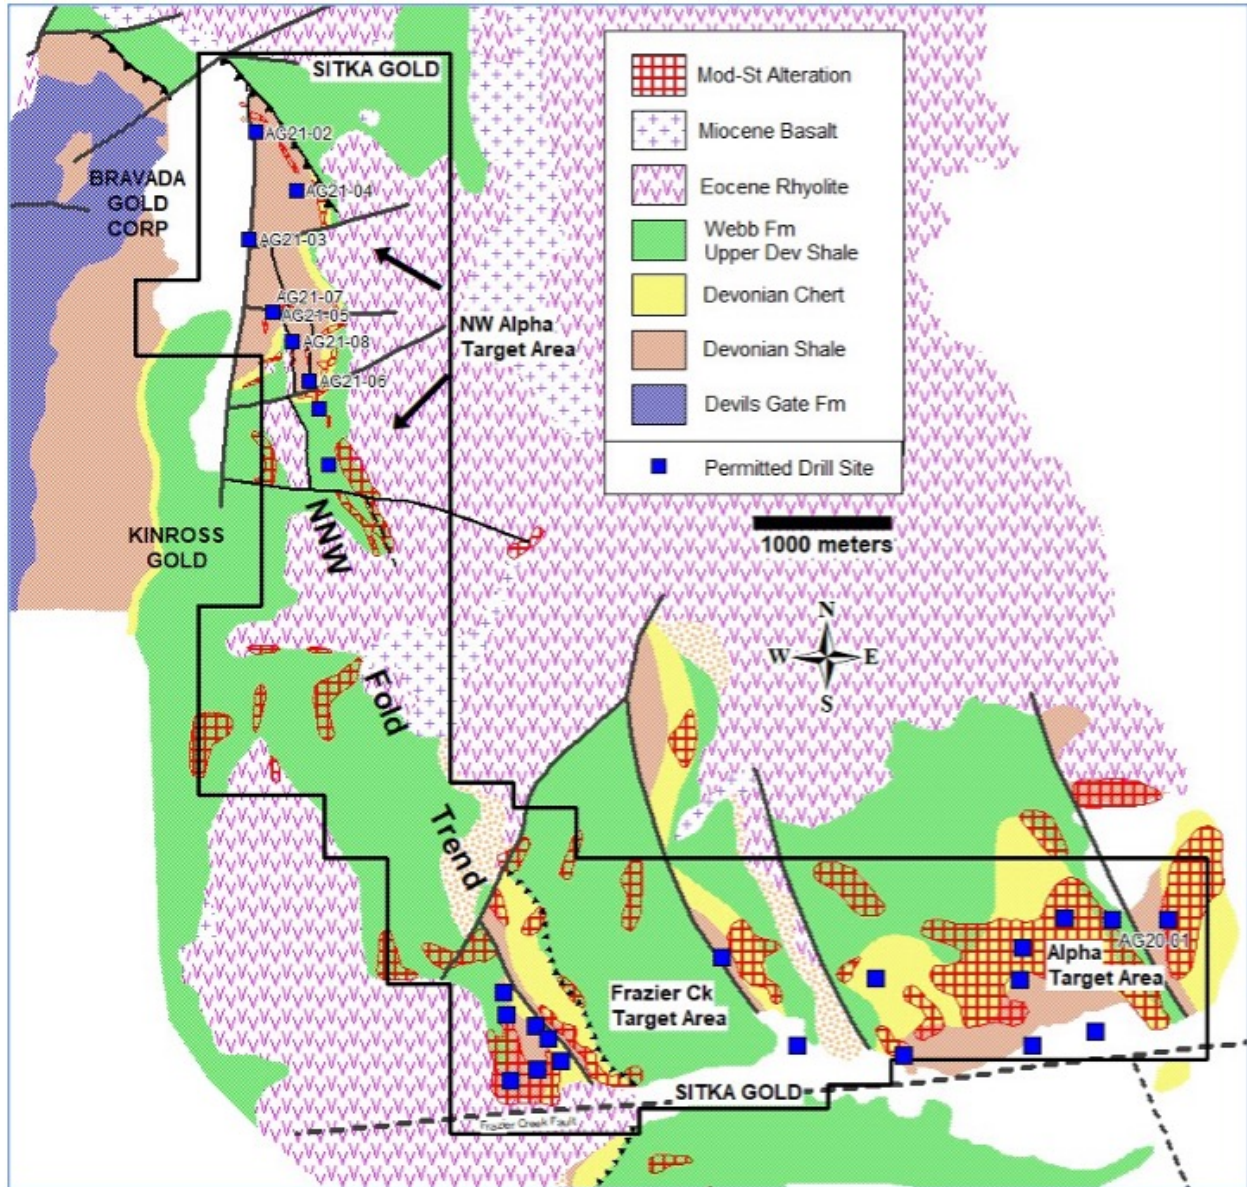 SITKA GOLD
Mod-St Alteration
Miocene Basalt
Eocene Rhyolite
Webb Fm
Upper Dev Shale
Devonian Chert
Devonian Shale
Devils Gate Fm
Permitted Drill Site
1000 meters
AG21-02
BRAVADA
GOLD
CORP
AG21-04
AG21-03
AG21-07
AG21-05
AG21-08
AG21-06
NW Alpha
Target Area
KINROSS
GOLD
NNW
Fold
Trend
N
W
E
S
AG20-01
Alpha
Target Area
Frazier Ck
Target Area
SITKA GOLD
Frazier Creek Fault